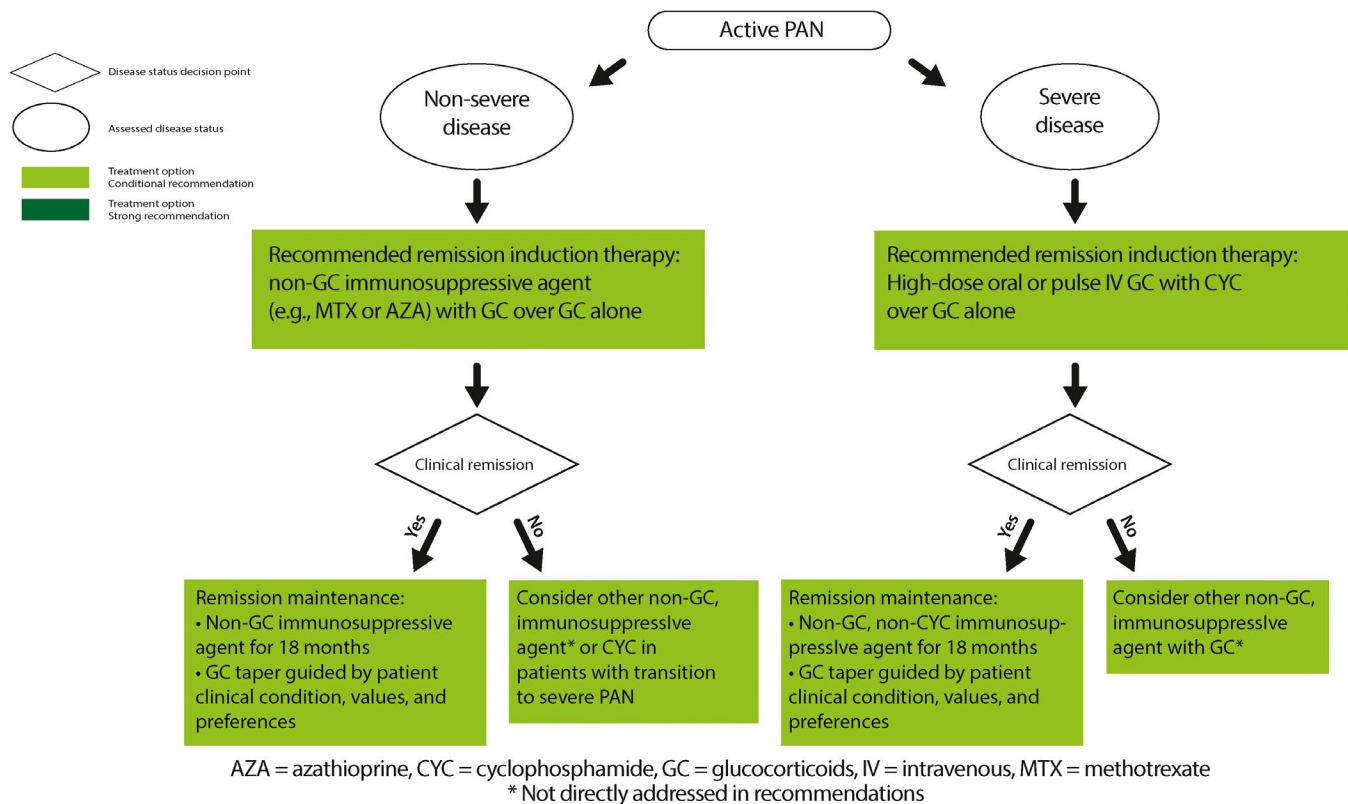 Active PAN
Disease status decision point
Assessed disease status
Treatment option
Conditional recommendation
Treatment option
Strong recommendation
Non-severe
disease
Severe
disease
Recommended remission induction therapy:
non-GC immunosuppressive agent
(e.g., MTX or AZA) with GC over GC alone
Recommended remission induction therapy:
High-dose oral or pulse IV GC with CYC
over GC alone
Clinical remission
Clinical remission
Yes
No
Yes
No
Remission maintenance:
• Non-GC immunosuppressive
agent for 18 months
• GC taper guided by patient
clinical condition, values, and
preferences
Consider other non-GC,
immunosuppresslve
agent* or CYC in
patients with transition
to severe PAN
Remission maintenance:
• Non-GC, non-CYC immunosup-
presslve agent for 18 months
• GC taper guided by patient
clinical condition, values, and
preferences
Consider other non-GC,
immunosuppresslve
agent with GC*
AZA = azathioprine, CYC = cyclophosphamide, GC = glucocorticoids, IV = intravenous, MTX = methotrexate
* Not directly addressed in recommendations